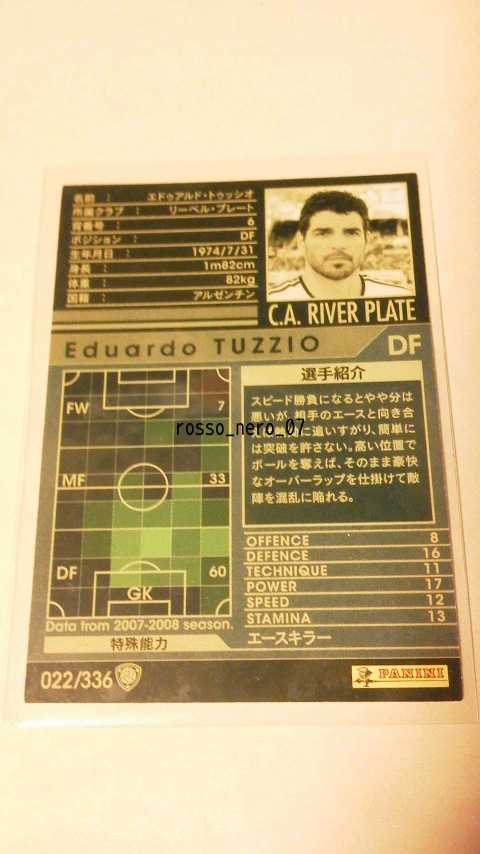 名前 : エドゥアルド・トゥッシオ
所属クラブ : リーベル・プレート
背番号 : 6
ポジション : DF
生年月日 : 1974/7/31
身長 : 1m82cm
体重 : 82kg
国籍 : アルゼンチン
C.A. RIVER PLATE
Eduardo TUZZIO
DF
FW 7
MF 33
DF 60
GK
Data from 2007-2008 season.
特殊能力
選手紹介
スピード勝負になるとやや分は
悪いが、相手のエースと向き合
追いすがり、簡単に
は突破を許さない。高い位置で
ボールを奪えば、そのまま豪快
なオーバーラップを仕掛けて敵
陣を混乱に陥れる。
rosso_nero_07
OFFENCE 8
DEFENCE 16
TECHNIQUE 11
POWER 17
SPEED 12
STAMINA 13
エースキラー
022/336
PANINI